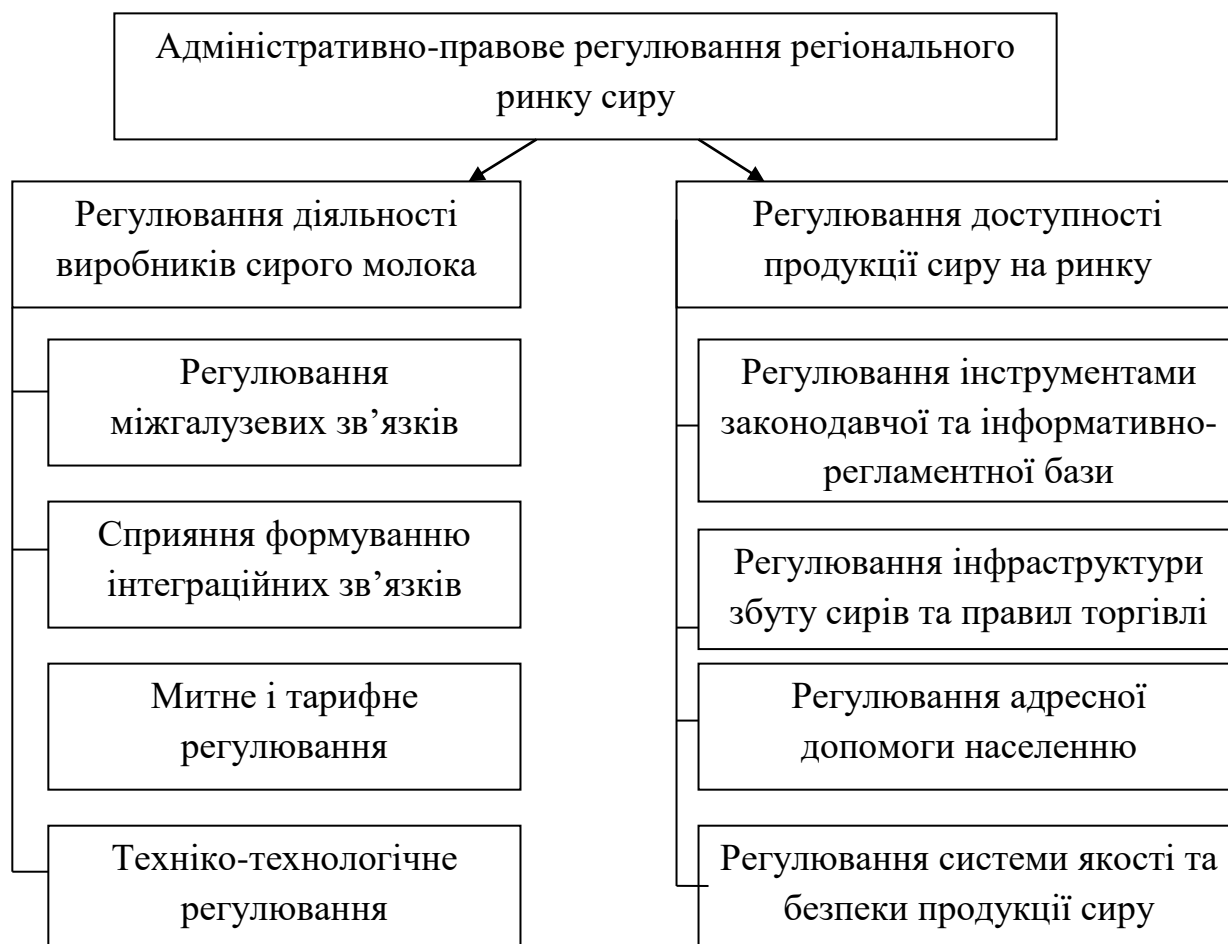 Адміністративно-правове регулювання регіонального
ринку сиру
Регулювання діяльності
виробників сирого молока
Регулювання
міжгалузевих зв’язків
Сприяння формуванню
інтеграційних зв’язків
Митне і тарифне
регулювання
Техніко-технологічне
регулювання
Регулювання доступності
продукції сиру на ринку
Регулювання інструментами
законодавчої та інформативно-
регламентної бази
Регулювання інфраструктури
збуту сирів та правил торгівлі
Регулювання адресної
допомоги населенню
Регулювання системи якості та
безпеки продукції сиру